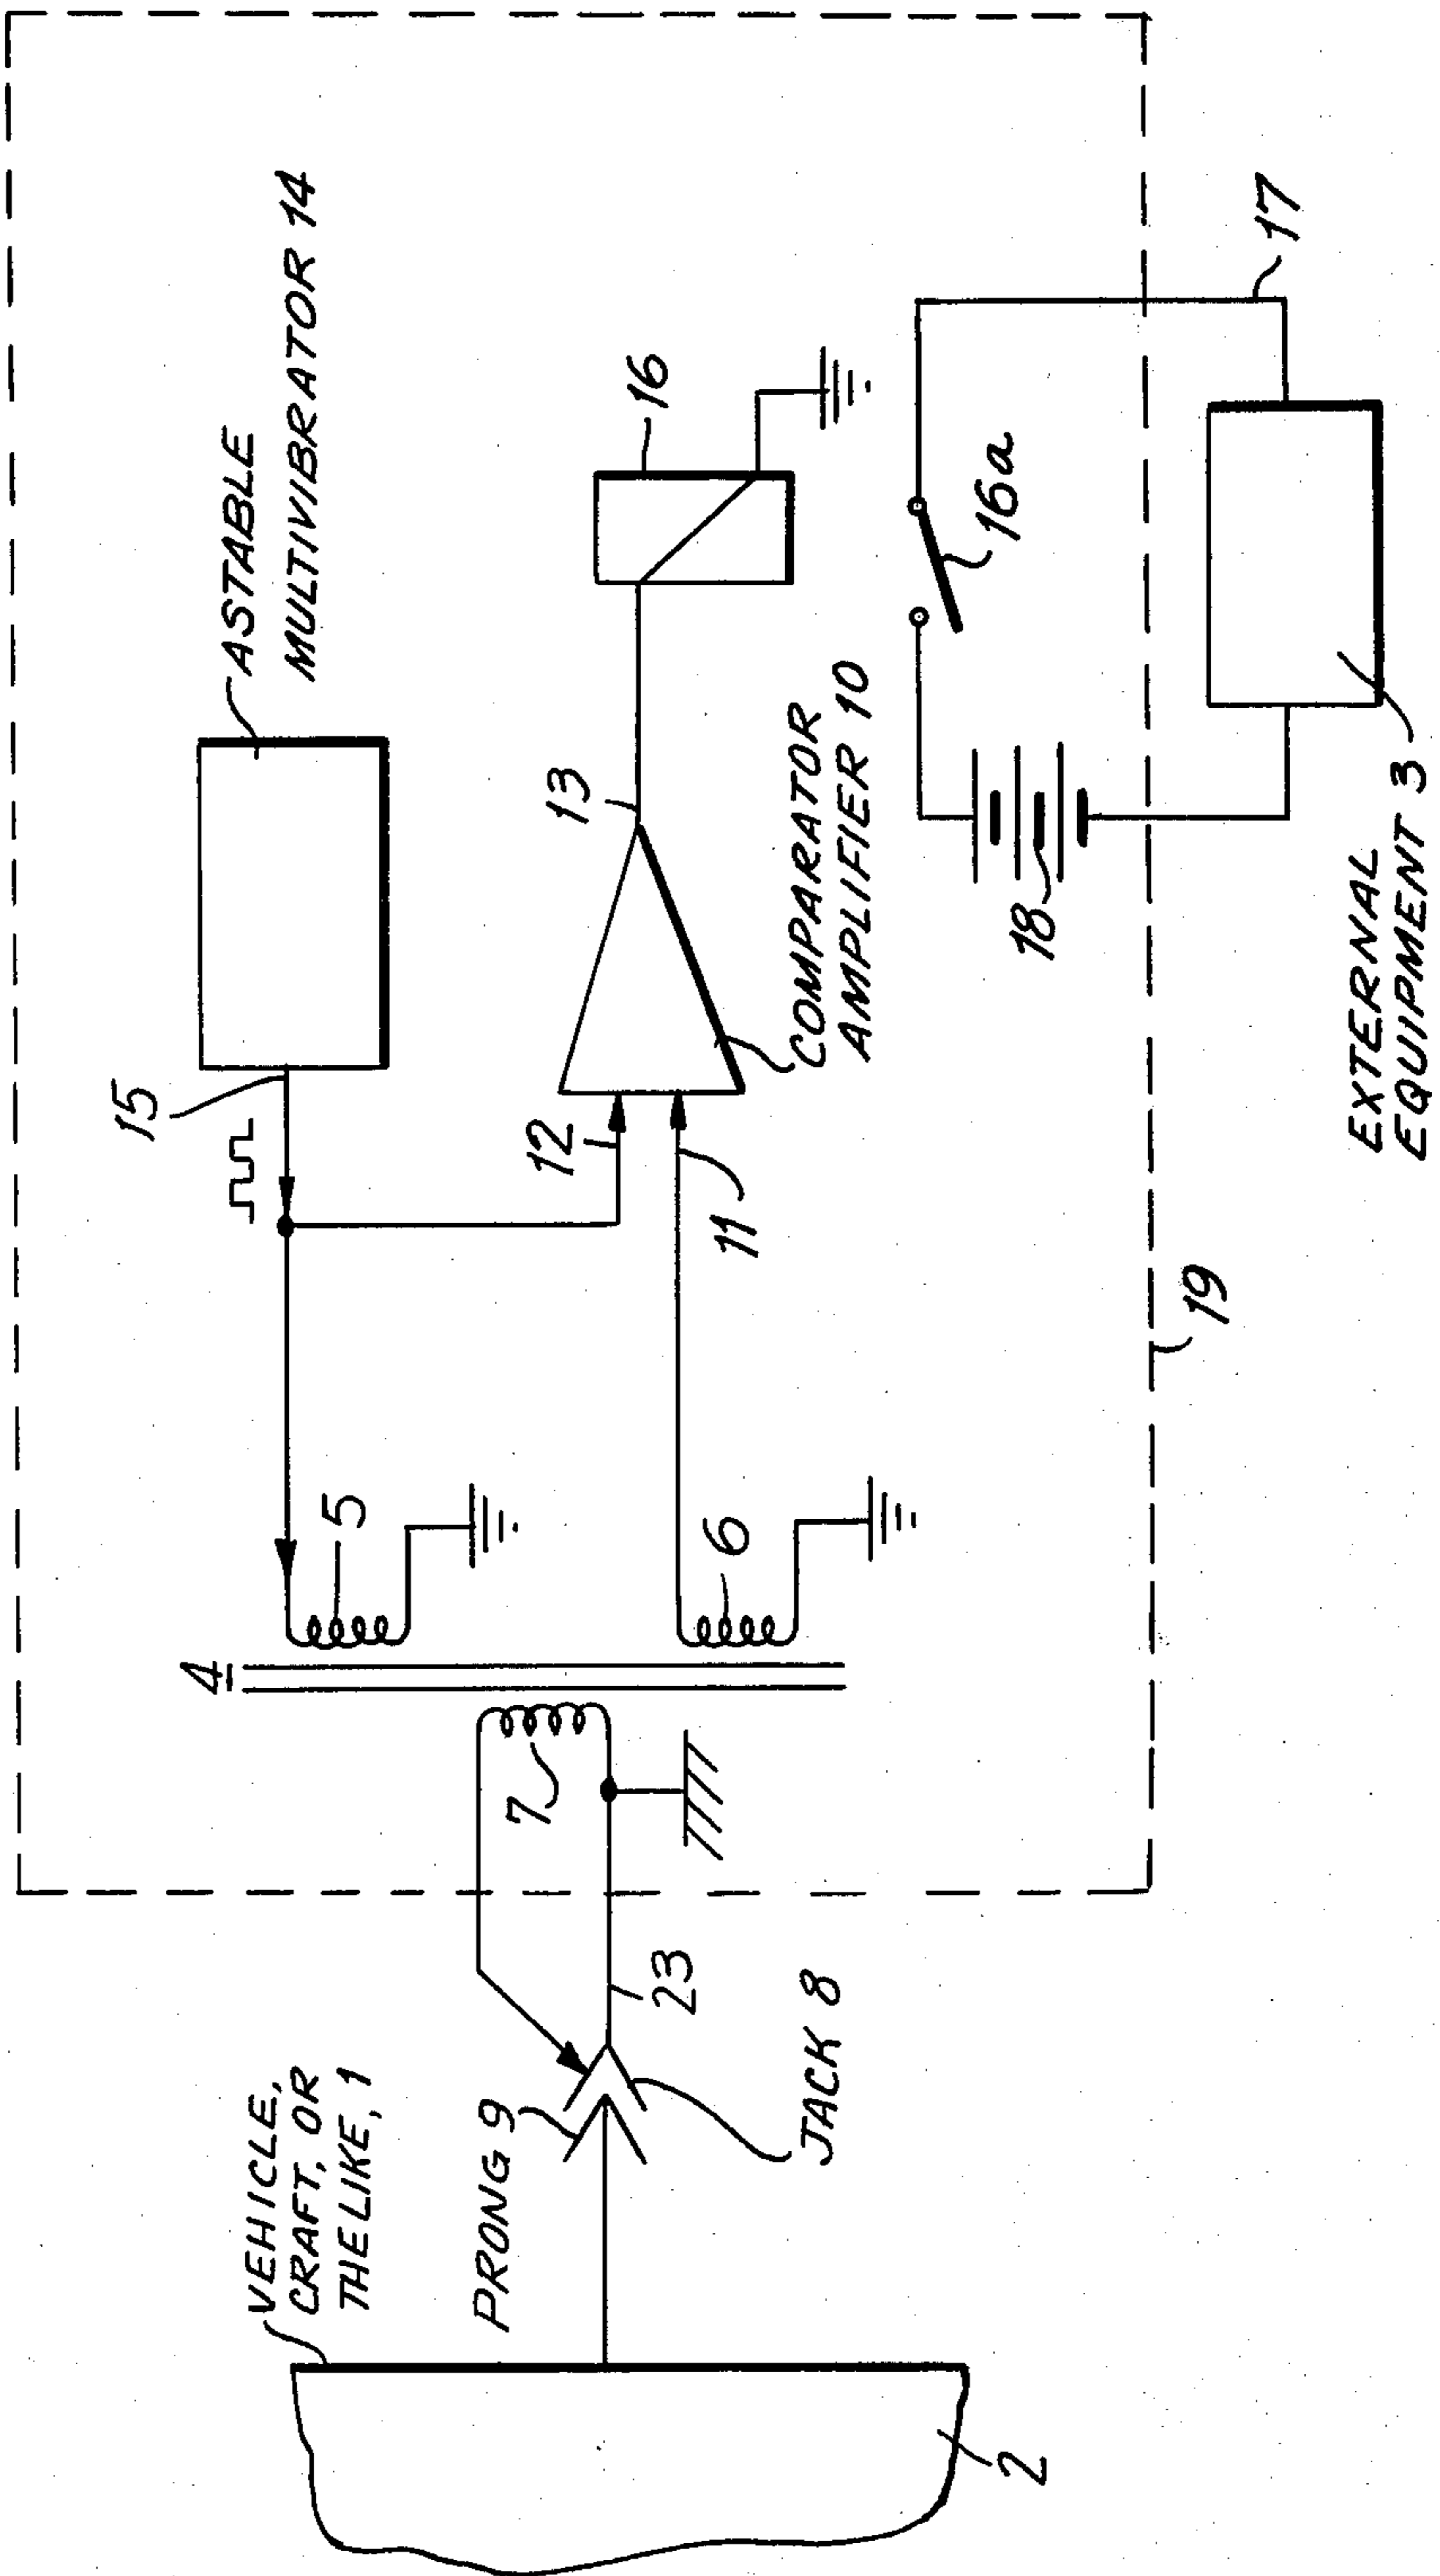 VEHICLE,
CRAFT, OR
THE LIKE, 1
2
PRONG 9
JACK 8
23
7
4
5
6
15
12
11
ASTABLE
MULTIVIBRATOR 14
13
COMPARATOR
AMPLIFIER 10
16
16a
18
17
19
EXTERNAL
EQUIPMENT 3